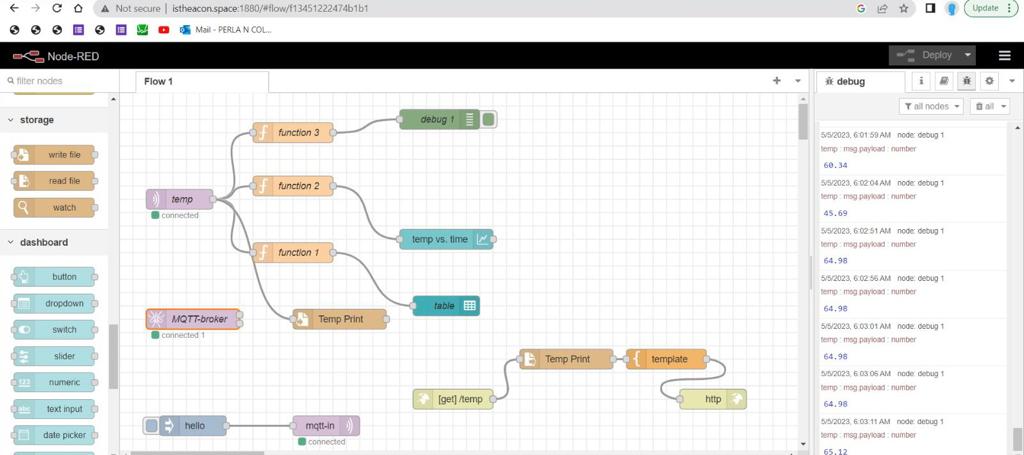 Not secure | istheacon.space:1880/#flow/f13451222474b1b1
Update
Mail - PERLA N COL...
Node-RED
Deploy
filter nodes
Flow 1
debug
all nodes
all
storage
write file
read file
watch
dashboard
button
dropdown
switch
slider
numeric
text input
date picker
function 3
debug 1
function 2
temp
connected
temp vs. time
function 1
table
MQTT-broker
connected 1
Temp Print
Temp Print
template
[get] /temp
http
hello
mqtt-in
connected
5/5/2023, 6:01:59 AM node: debug 1
temp : msg.payload : number
60.34
5/5/2023, 6:02:04 AM node: debug 1
temp : msg.payload : number
45.69
5/5/2023, 6:02:51 AM node: debug 1
temp : msg.payload : number
64.98
5/5/2023, 6:02:56 AM node: debug 1
temp : msg.payload : number
64.98
5/5/2023, 6:03:01 AM node: debug 1
temp : msg.payload : number
64.98
5/5/2023, 6:03:06 AM node: debug 1
temp : msg.payload : number
64.98
5/5/2023, 6:03:11 AM node: debug 1
temp : msg.payload : number
65.12